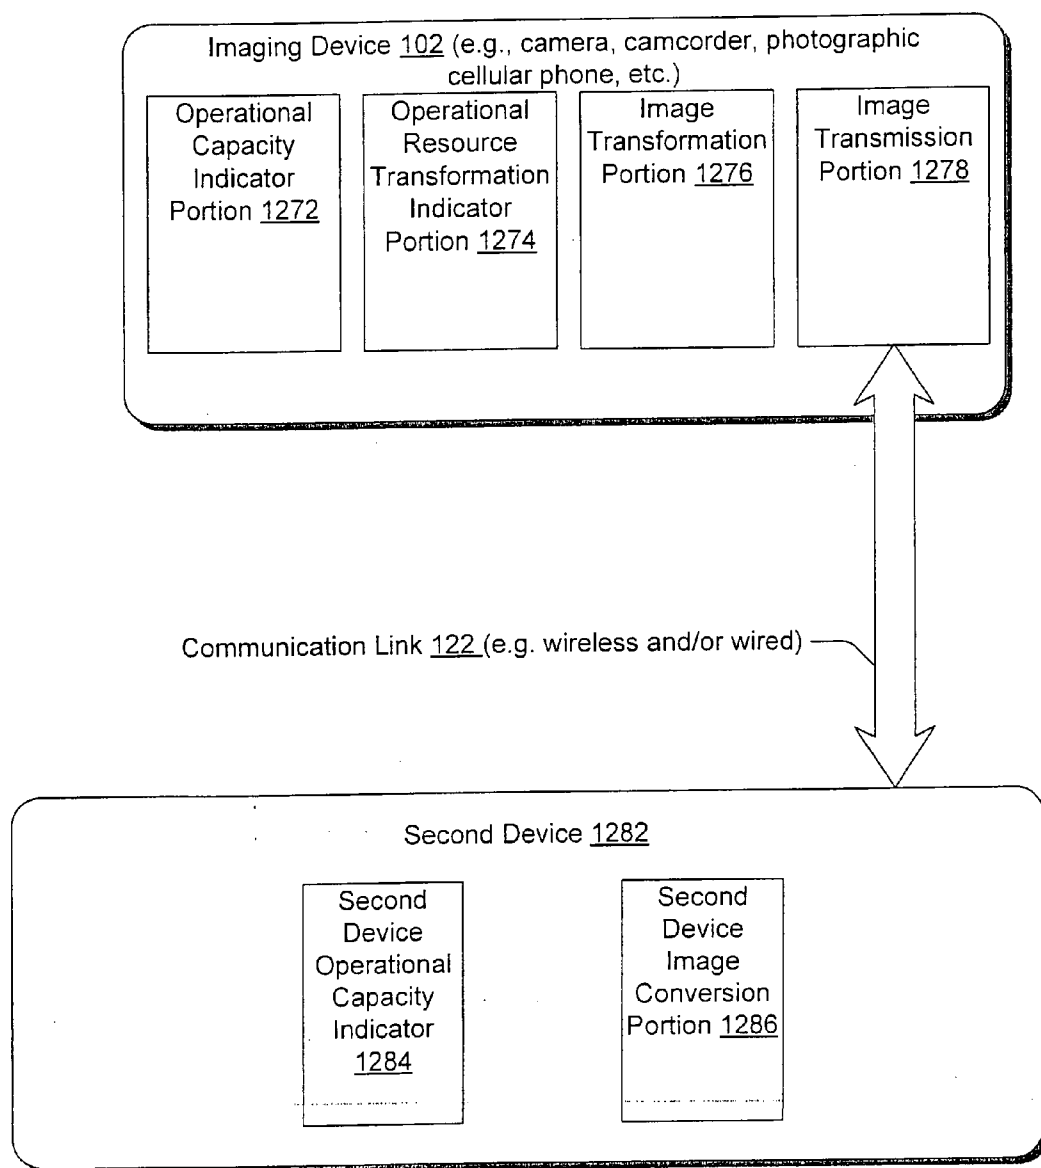 Imaging Device 102 (e.g., camera, camcorder, photographic
cellular phone, etc.)
Operational
Capacity
Indicator
Portion 1272
Operational
Resource
Transformation
Indicator
Portion 1274
Image
Transformation
Portion 1276
Image
Transmission
Portion 1278
Communication Link 122 (e.g. wireless and/or wired)
Second Device 1282
Second
Device
Operational
Capacity
Indicator
1284
Second
Device
Image
Conversion
Portion 1286